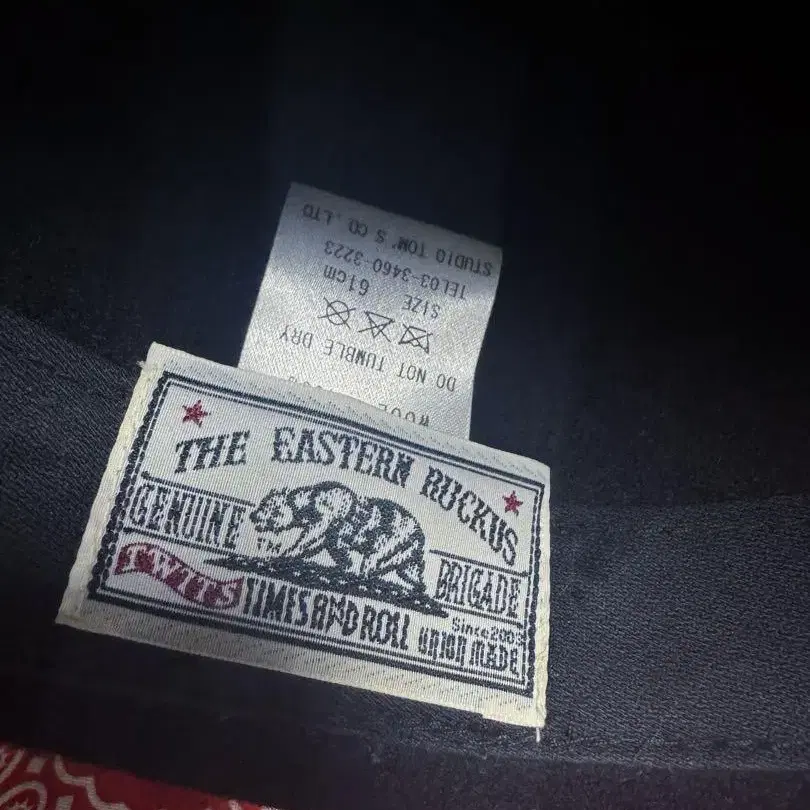 STUDIO TOM'S CO.,LTD
TEL03-3460-3223
SIZE
61cm
DO NOT TUMBLE DRY
THE EASTERN RUCKUS
GENUINE
BRIGADE
TWITS
TIMES AND ROLL
UNION MADE